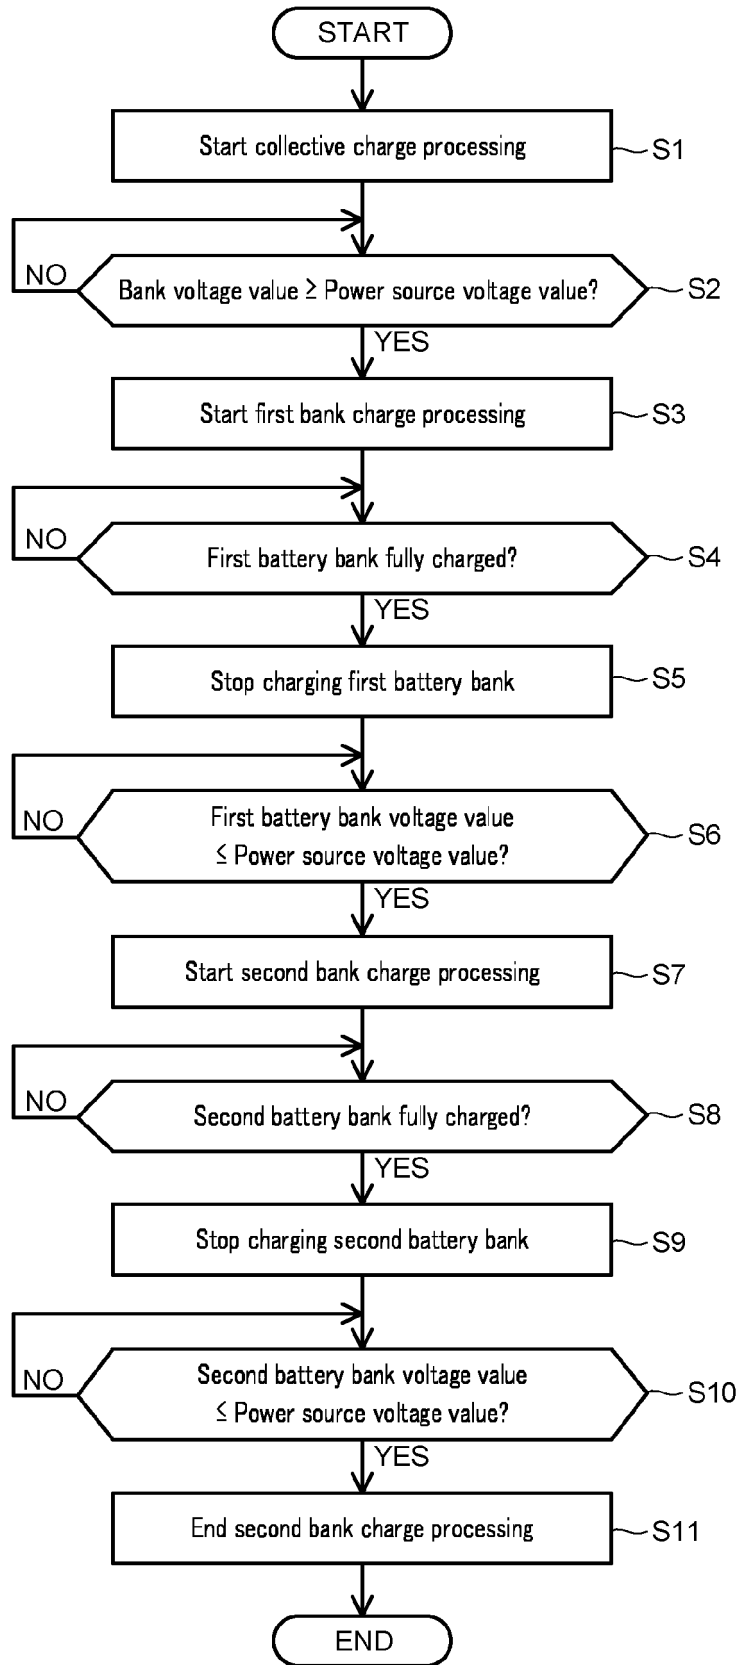 START
Start collective charge processing
S1
NO
Bank voltage value ≥ Power source voltage value?
S2
YES
Start first bank charge processing
S3
NO
First battery bank fully charged?
S4
YES
Stop charging first battery bank
S5
NO
First battery bank voltage value
≤ Power source voltage value?
S6
YES
Start second bank charge processing
S7
NO
Second battery bank fully charged?
S8
YES
Stop charging second battery bank
S9
NO
Second battery bank voltage value
≤ Power source voltage value?
S10
YES
End second bank charge processing
S11
END